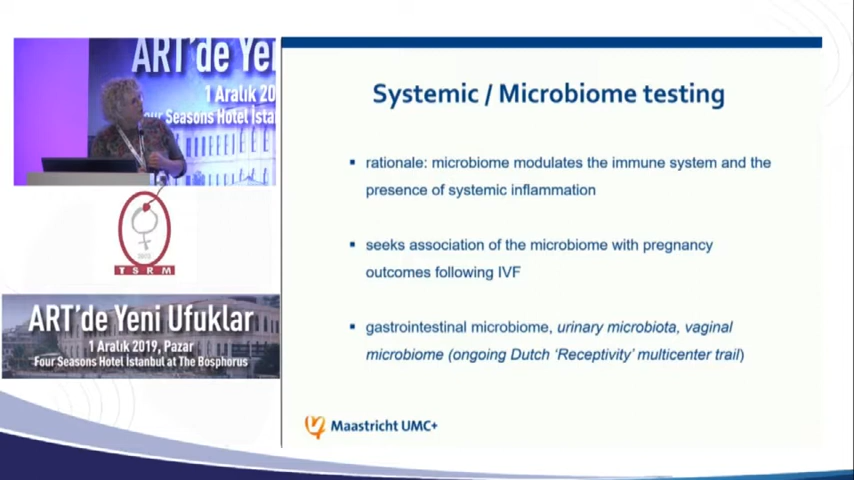 ART'de Yeni
1 Aralık 20
Four Seasons Hotel İsta
TSRM
ART'de Yeni Ufuklar
1 Aralık 2019, Pazar
Four Seasons Hotel İstanbul at The Bosphorus
Systemic / Microbiome testing
▪ rationale: microbiome modulates the immune system and the
presence of systemic inflammation
▪ seeks association of the microbiome with pregnancy
outcomes following IVF
▪ gastrointestinal microbiome, urinary microbiota, vaginal
microbiome (ongoing Dutch 'Receptivity' multicenter trail)
Maastricht UMC+